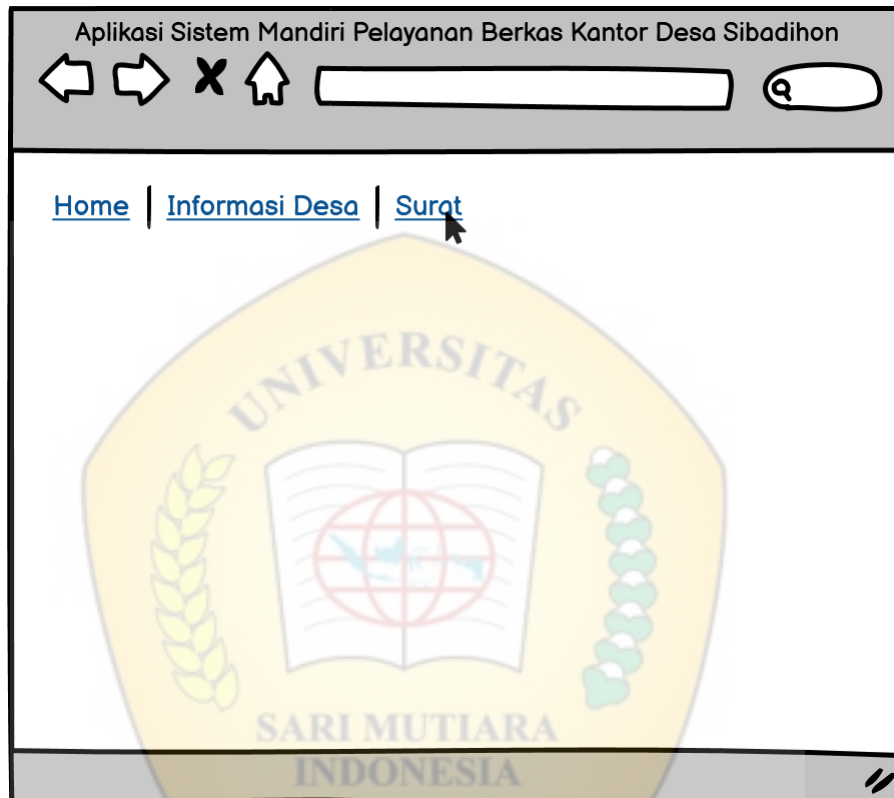 Aplikasi Sistem Mandiri Pelayanan Berkas Kantor Desa Sibadihon
Home | Informasi Desa | Surat
UNIVERSITAS
SARI MUTIARA
INDONESIA